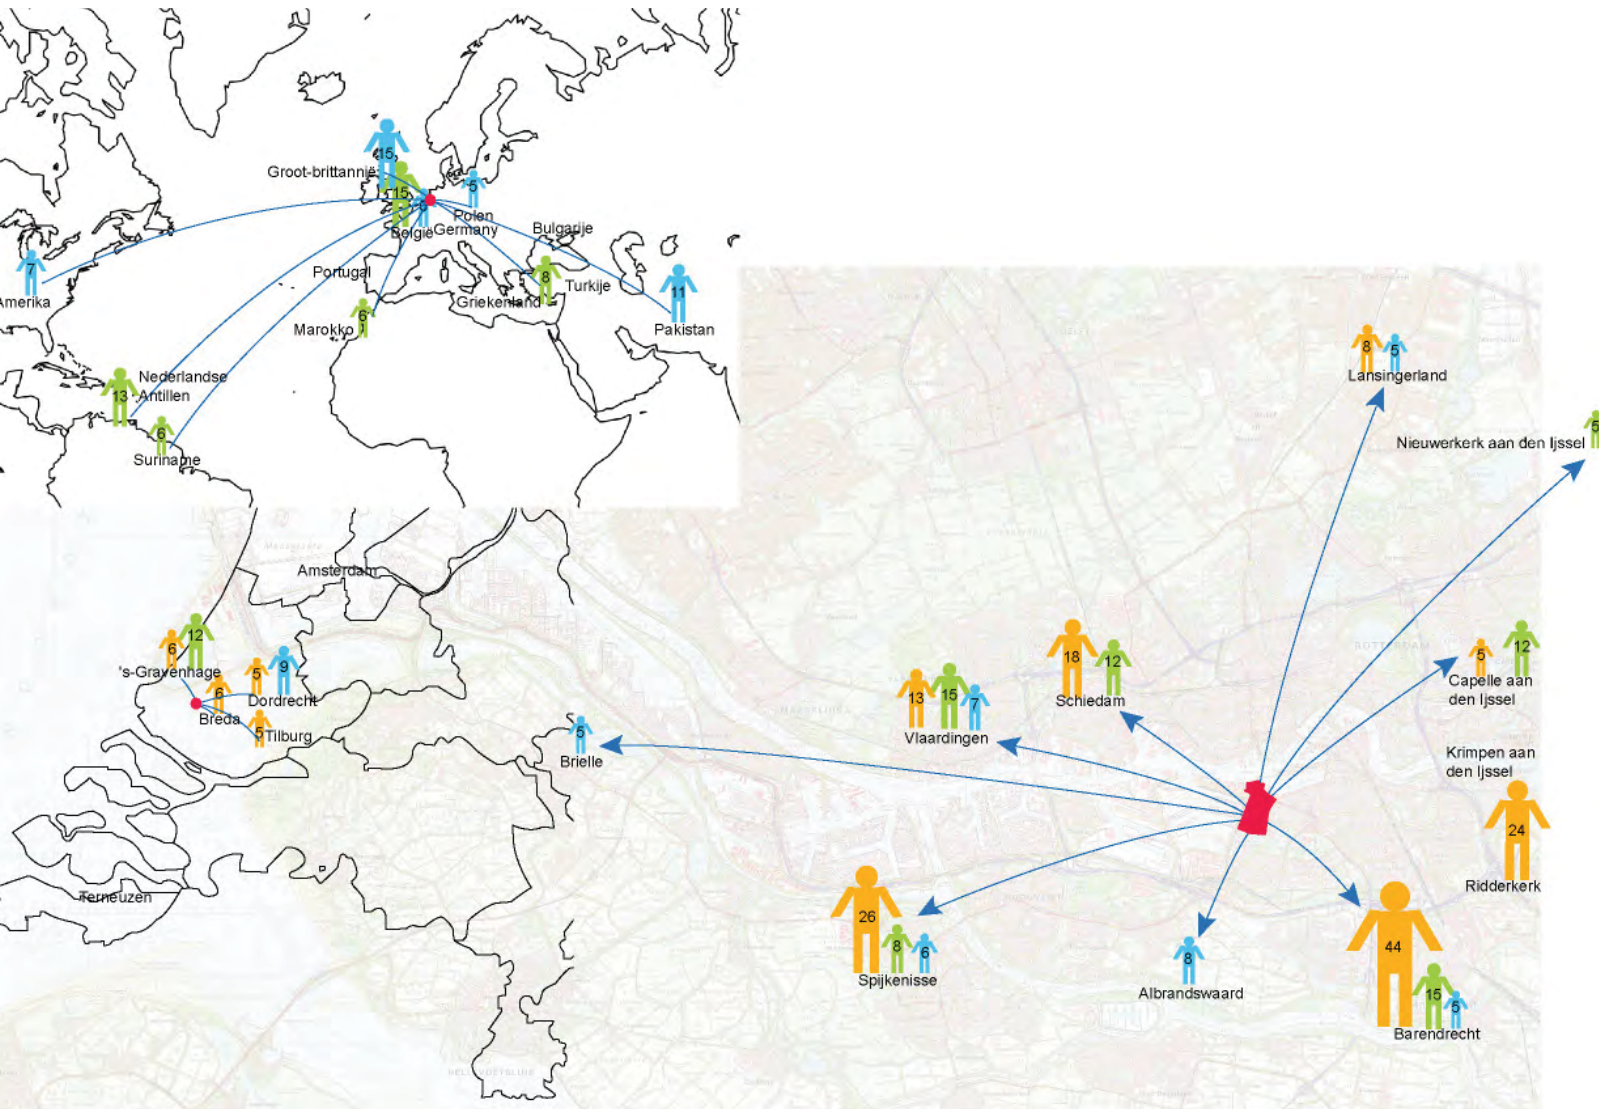 15
Groot-brittannië
15
5
Polen
België
Germany
Bulgarije
7
Amerika
Portugal
8
Turkije
Griekenland
11
Pakistan
6
Marokko
Nederlandse
13
Antillen
6
Suriname
8
5
Lansingerland
5
Nieuwerkerk aan den Ijssel
Amsterdam
6
12
's-Gravenhage
5
9
6
Dordrecht
Breda
5
Tilburg
Terneuzen
5
Brielle
13
15
7
Vlaardingen
18
12
Schiedam
ROTTERDAM
5
12
Capelle aan
den Ijssel
Krimpen aan
den Ijssel
24
Ridderkerk
26
8
6
Spijkenisse
8
Albrandswaard
44
15
5
Barendrecht
HELLEVOETSLUIS